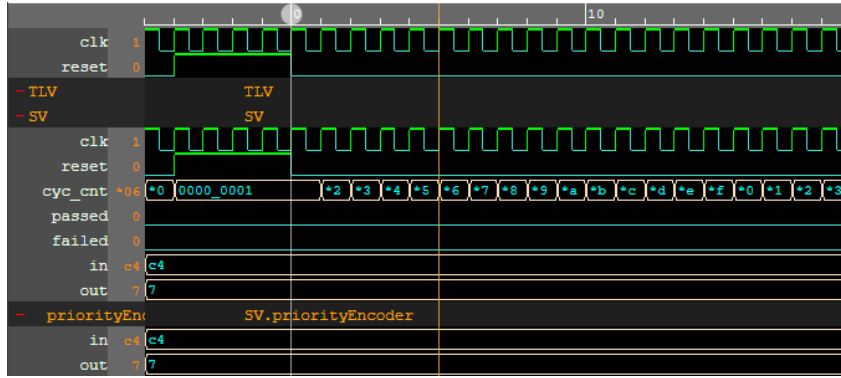 0 10
clk 1
reset 0
-TLV TLV
-SV SV
clk 1
reset 0
cyc_cnt *06 *0 0000_0001 *2 *3 *4 *5 *6 *7 *8 *9 *a *b *c *d *e *f *0 *1 *2 *3
passed 0
failed 0
in c4 c4
out 7 7
- priorityEn SV.priorityEncoder
in c4 c4
out 7 7